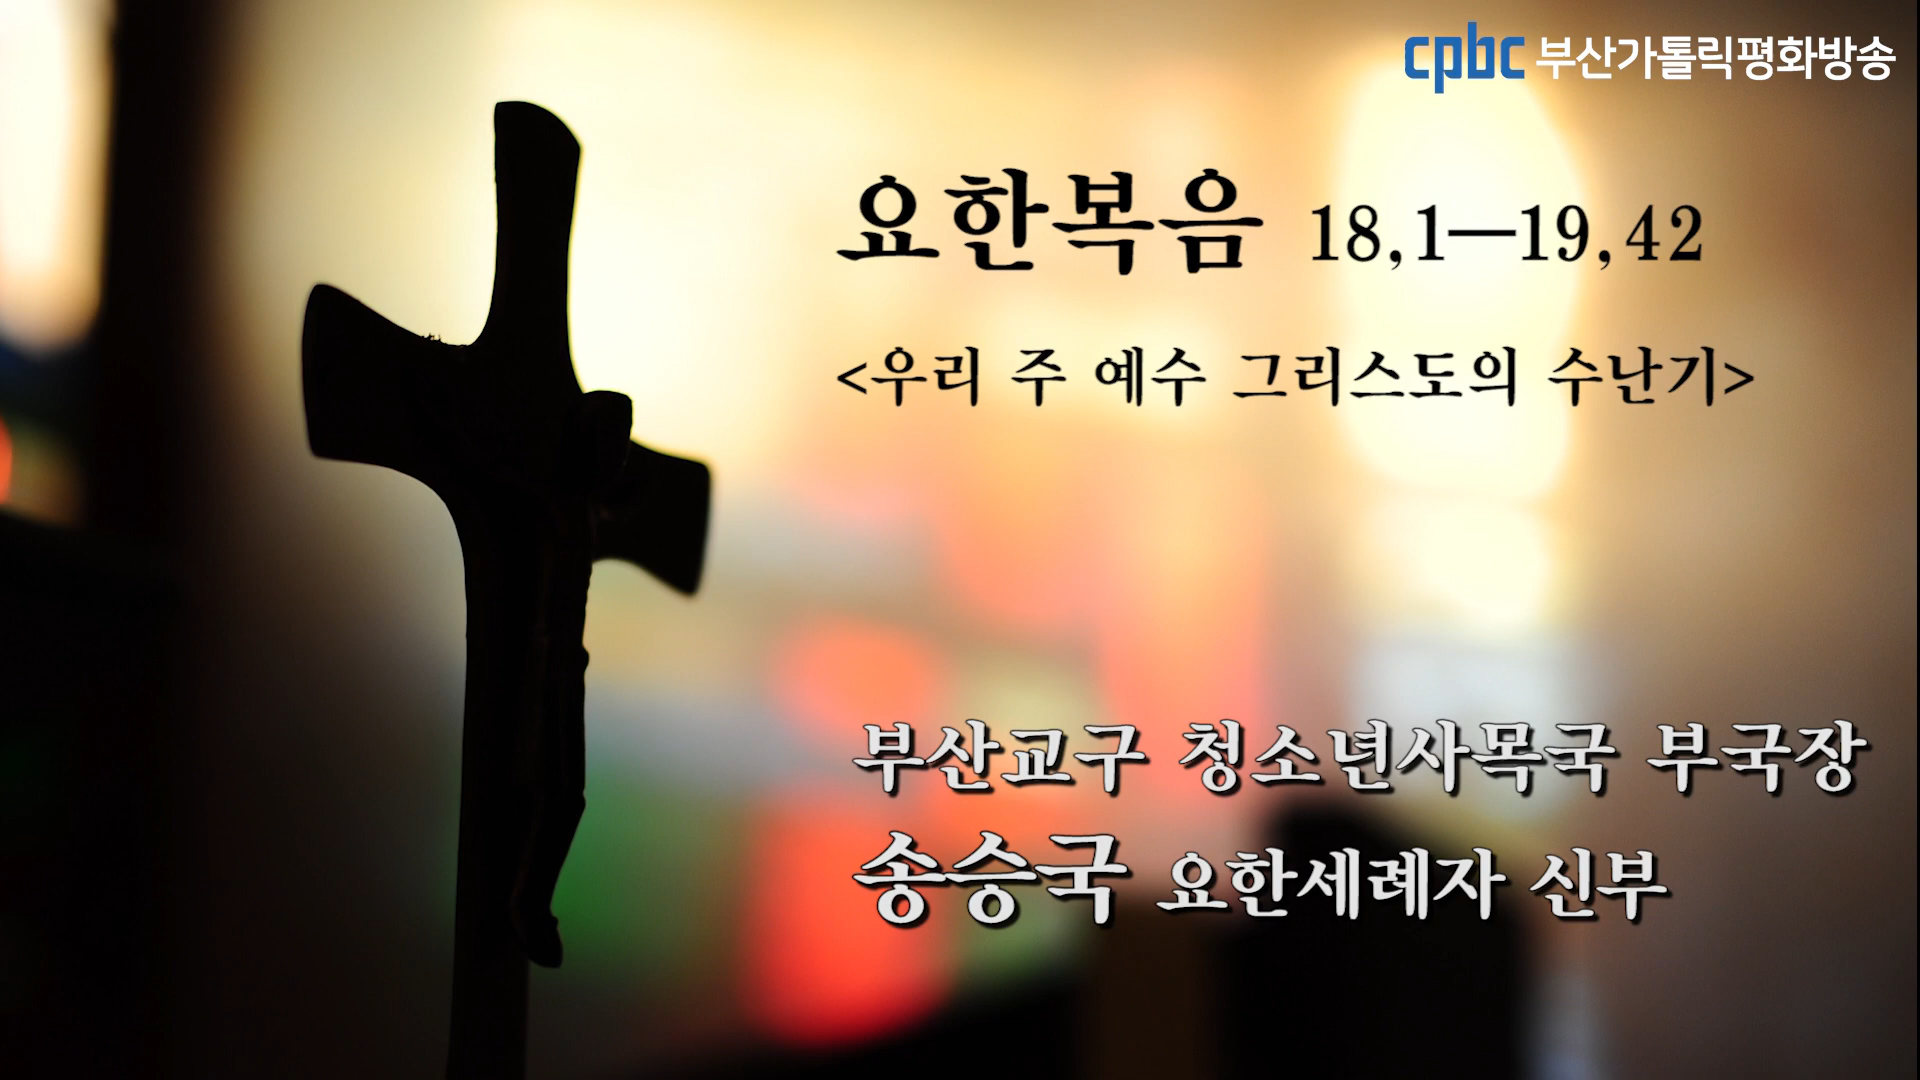 cpbc 부산가톨릭평화방송
요한복음 18,1—19,42
<우리 주 예수 그리스도의 수난기>
부산교구 청소년사목국 부국장
송승국 요한세례자 신부